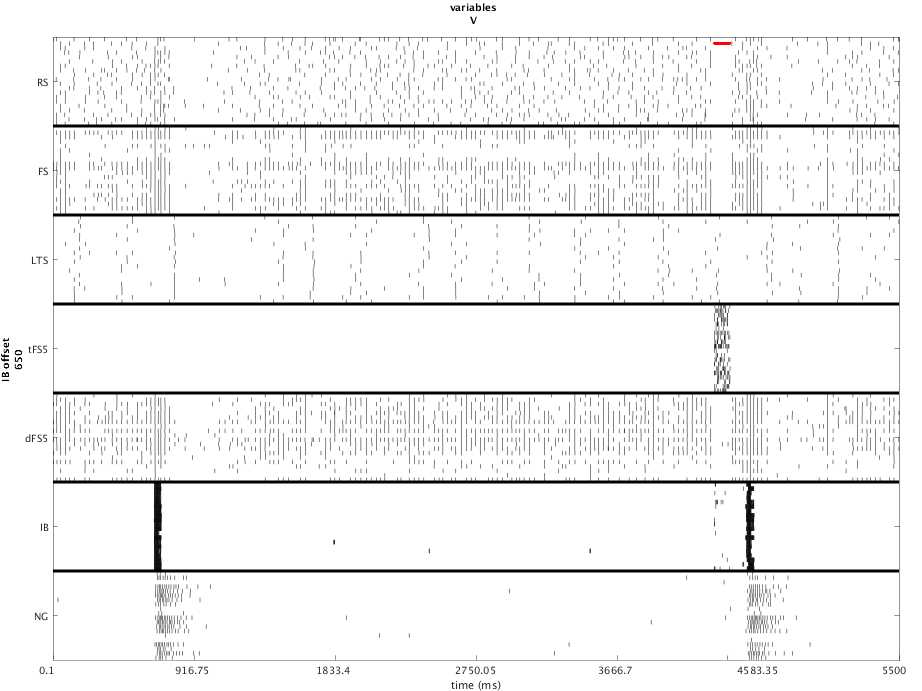 variables
V
RS
FS
LTS
tFS5
dFS5
IB
NG
IB offset
650
0.1
916.75
1833.4
2750.05
3666.7
4583.35
5500
time (ms)